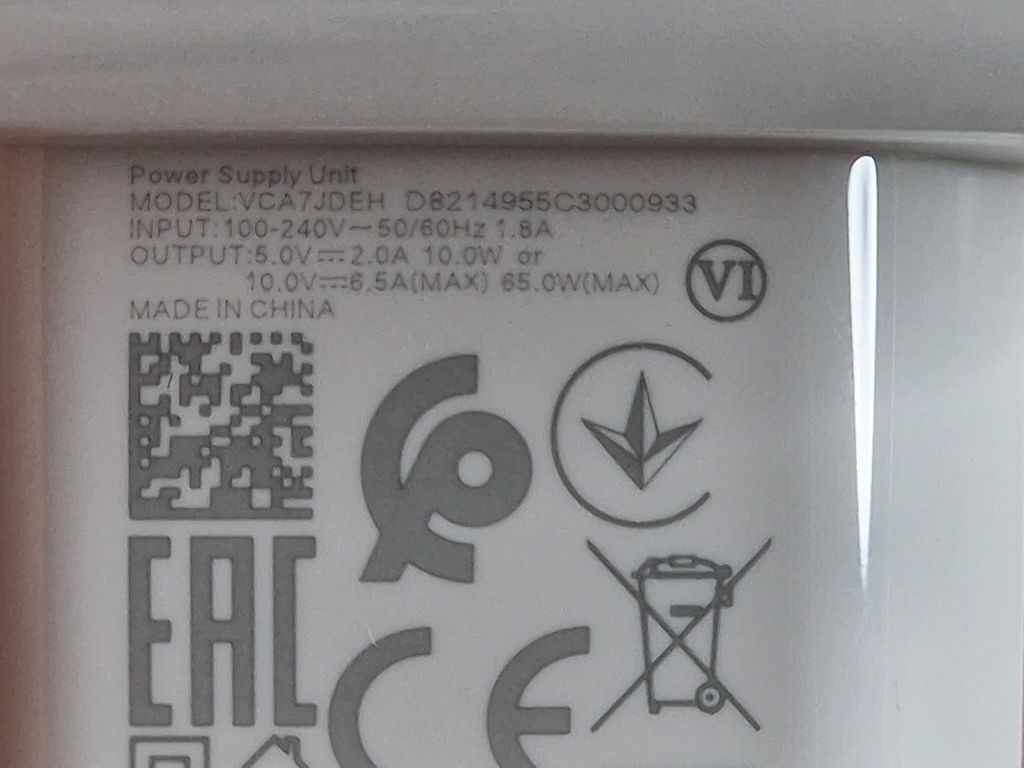 Power Supply Unit
MODEL:VCA7JDEH D8214955C3000933
INPUT:100-240V~50/60Hz 1.8A
OUTPUT:5.0V⎓2.0A 10.0W or
10.0V⎓6.5A(MAX) 65.0W(MAX)
VI
MADE IN CHINA
EAC
CE